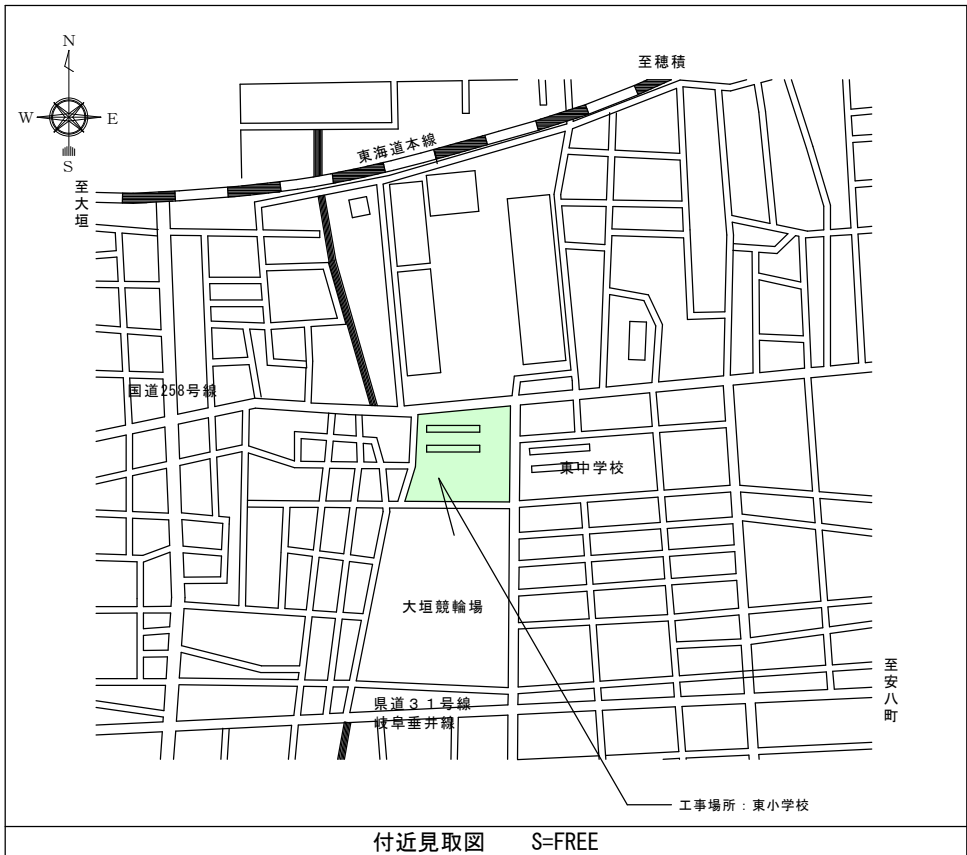 N
W E
S
至穂積
東海道本線
至大垣
国道258号線
東中学校
大垣競輪場
県道31号線
岐阜垂井線
至安八町
工事場所：東小学校
付近見取図 S=FREE